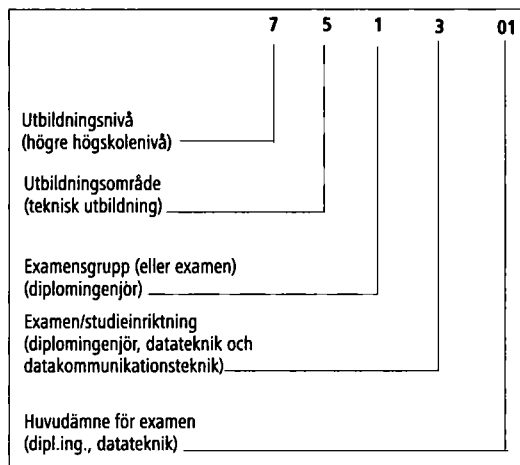 7 5 1 3 01
Utbildningsnivå
(högre högskolenivå)
Utbildningsområde
(teknisk utbildning)
Examensgrupp (eller examen)
(diplomingenjör)
Examen/studieinriktning
(diplomingenjör, datateknik och
datakommunikationsteknik)
Huvudämne för examen
(dipl.ing., datateknik)